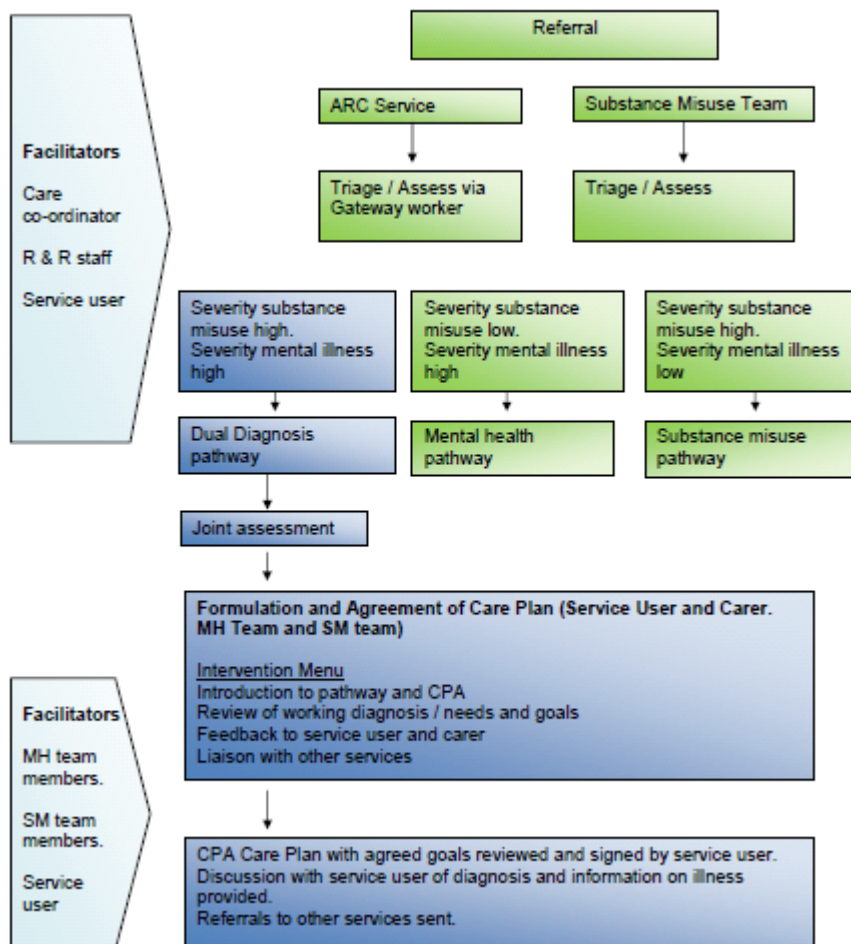 Referral
ARC Service
Substance Misuse Team
Facilitators
Care
co-ordinator
R & R staff
Service user
Triage / Assess via
Gateway worker
Triage / Assess
Severity substance
misuse high.
Severity mental illness
high
Severity substance
misuse low.
Severity mental illness
high
Severity substance
misuse high.
Severity mental illness
low
Dual Diagnosis
pathway
Mental health
pathway
Substance misuse
pathway
Joint assessment
Formulation and Agreement of Care Plan (Service User and Carer.
MH Team and SM team)
Intervention Menu
Introduction to pathway and CPA
Review of working diagnosis / needs and goals
Feedback to service user and carer
Liaison with other services
Facilitators
MH team
members.
SM team
members.
Service
user
CPA Care Plan with agreed goals reviewed and signed by service user.
Discussion with service user of diagnosis and information on illness
provided.
Referrals to other services sent.